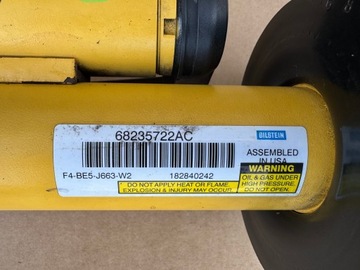 68235722AC
BILSTEIN
ASSEMBLED
IN USA
F4-BE5-J663-W2 182840242
WARNING
OIL & GAS UNDER
HIGH PRESSURE.
DO NOT OPEN.
DO NOT APPLY HEAT OR FLAME.
EXPLOSION & INJURY MAY OCCUR.